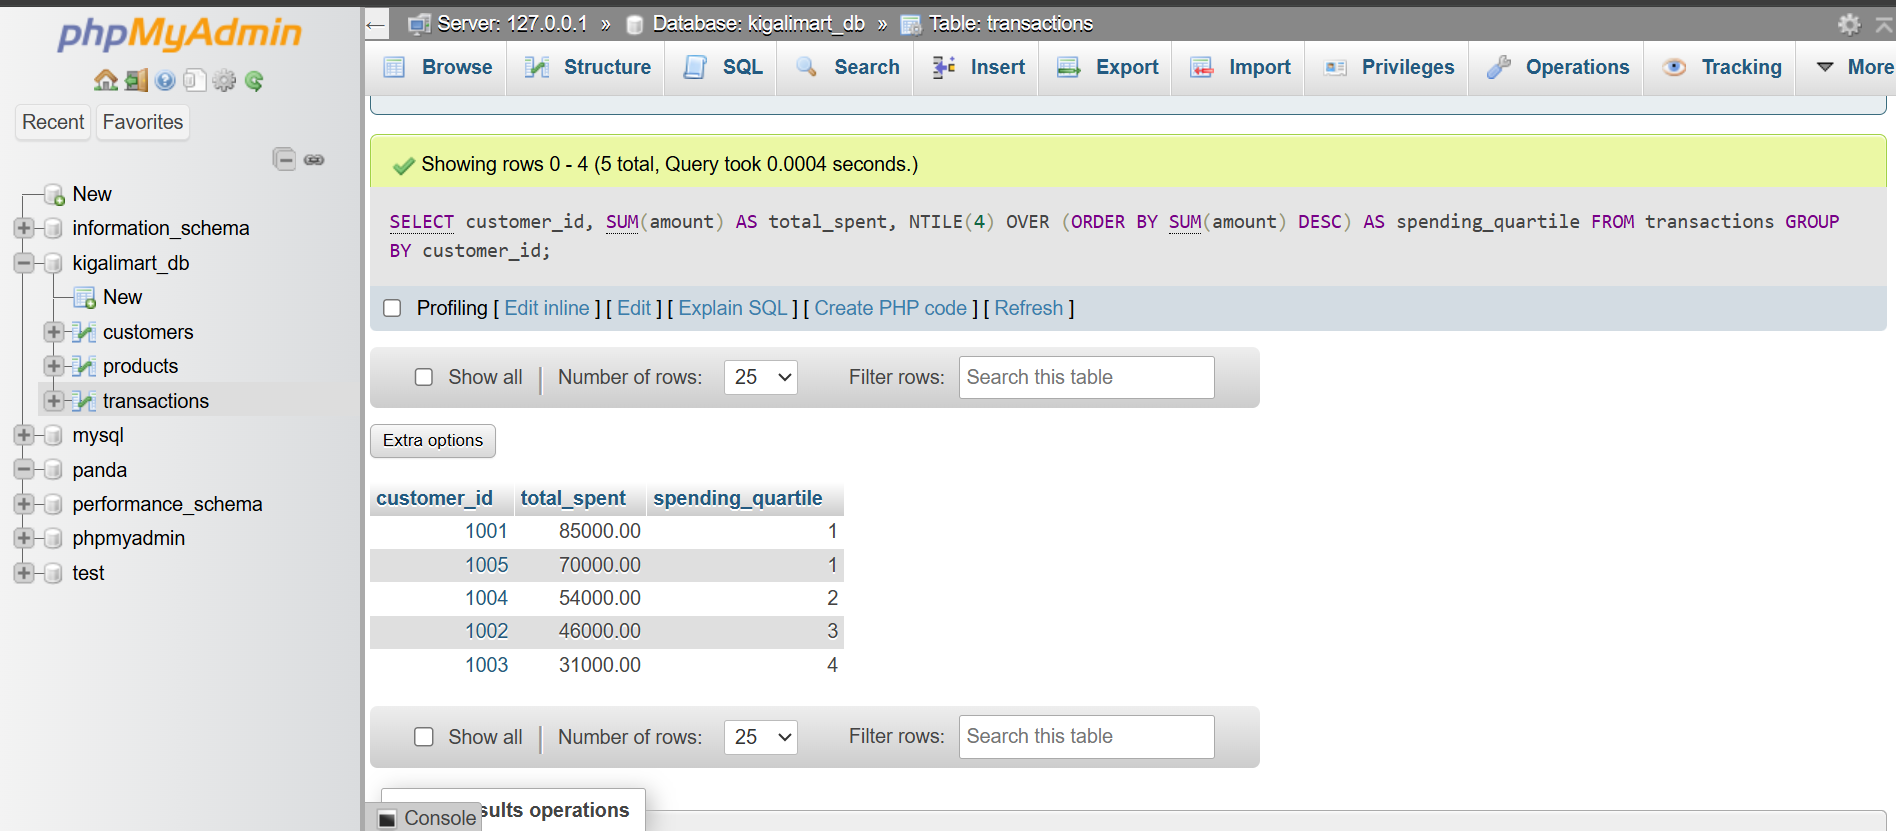 phpMyAdmin
Recent Favorites
New
information_schema
kigalimart_db
New
customers
products
transactions
mysql
panda
performance_schema
phpmyadmin
test
Server: 127.0.0.1 » Database: kigalimart_db » Table: transactions
Browse Structure SQL Search Insert Export Import Privileges Operations Tracking More
Showing rows 0 - 4 (5 total, Query took 0.0004 seconds.)
SELECT customer_id, SUM(amount) AS total_spent, NTILE(4) OVER (ORDER BY SUM(amount) DESC) AS spending_quartile FROM transactions GROUP
BY customer_id;
Profiling [ Edit inline ] [ Edit ] [ Explain SQL ] [ Create PHP code ] [ Refresh ]
Show all | Number of rows: 25 Filter rows: Search this table
Extra options
customer_id total_spent spending_quartile
1001 85000.00 1
1005 70000.00 1
1004 54000.00 2
1002 46000.00 3
1003 31000.00 4
Show all | Number of rows: 25 Filter rows: Search this table
sults operations
Console